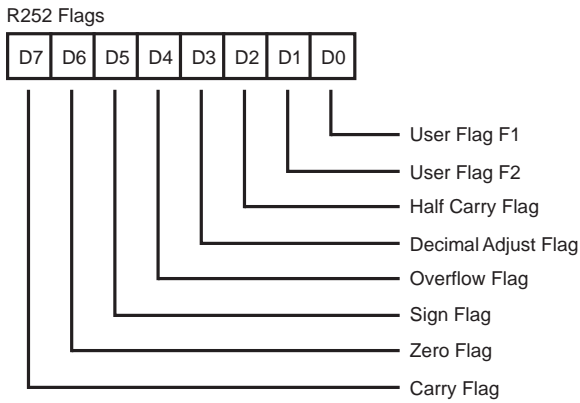 R252 Flags
D7 D6 D5 D4 D3 D2 D1 D0
User Flag F1
User Flag F2
Half Carry Flag
Decimal Adjust Flag
Overflow Flag
Sign Flag
Zero Flag
Carry Flag